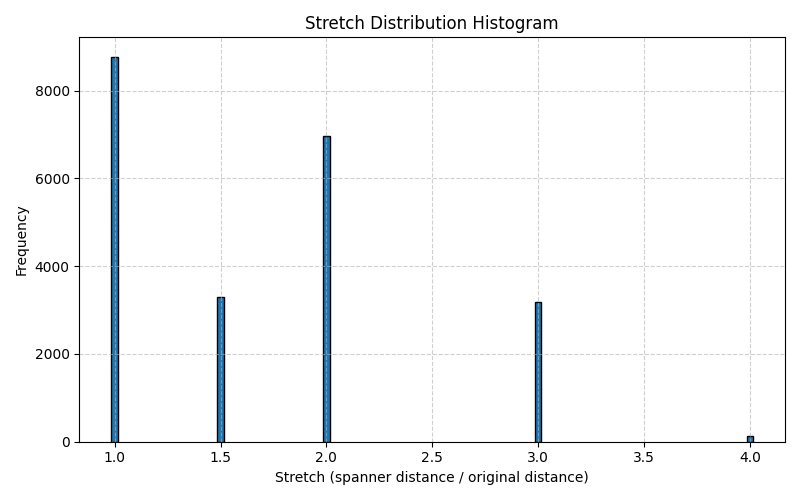 Stretch Distribution Histogram
Frequency
8000
6000
4000
2000
0
1.0 1.5 2.0 2.5 3.0 3.5 4.0
Stretch (spanner distance / original distance)